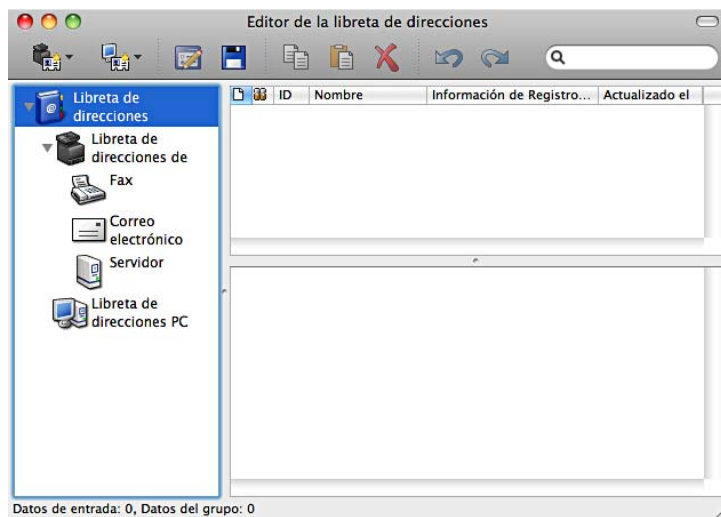 Editor de la libreta de direcciones
Libreta de
direcciones
Libreta de
direcciones de
Fax
Correo
electrónico
Servidor
Libreta de
direcciones PC
ID Nombre Información de Registro... Actualizado el
Datos de entrada: 0, Datos del grupo: 0